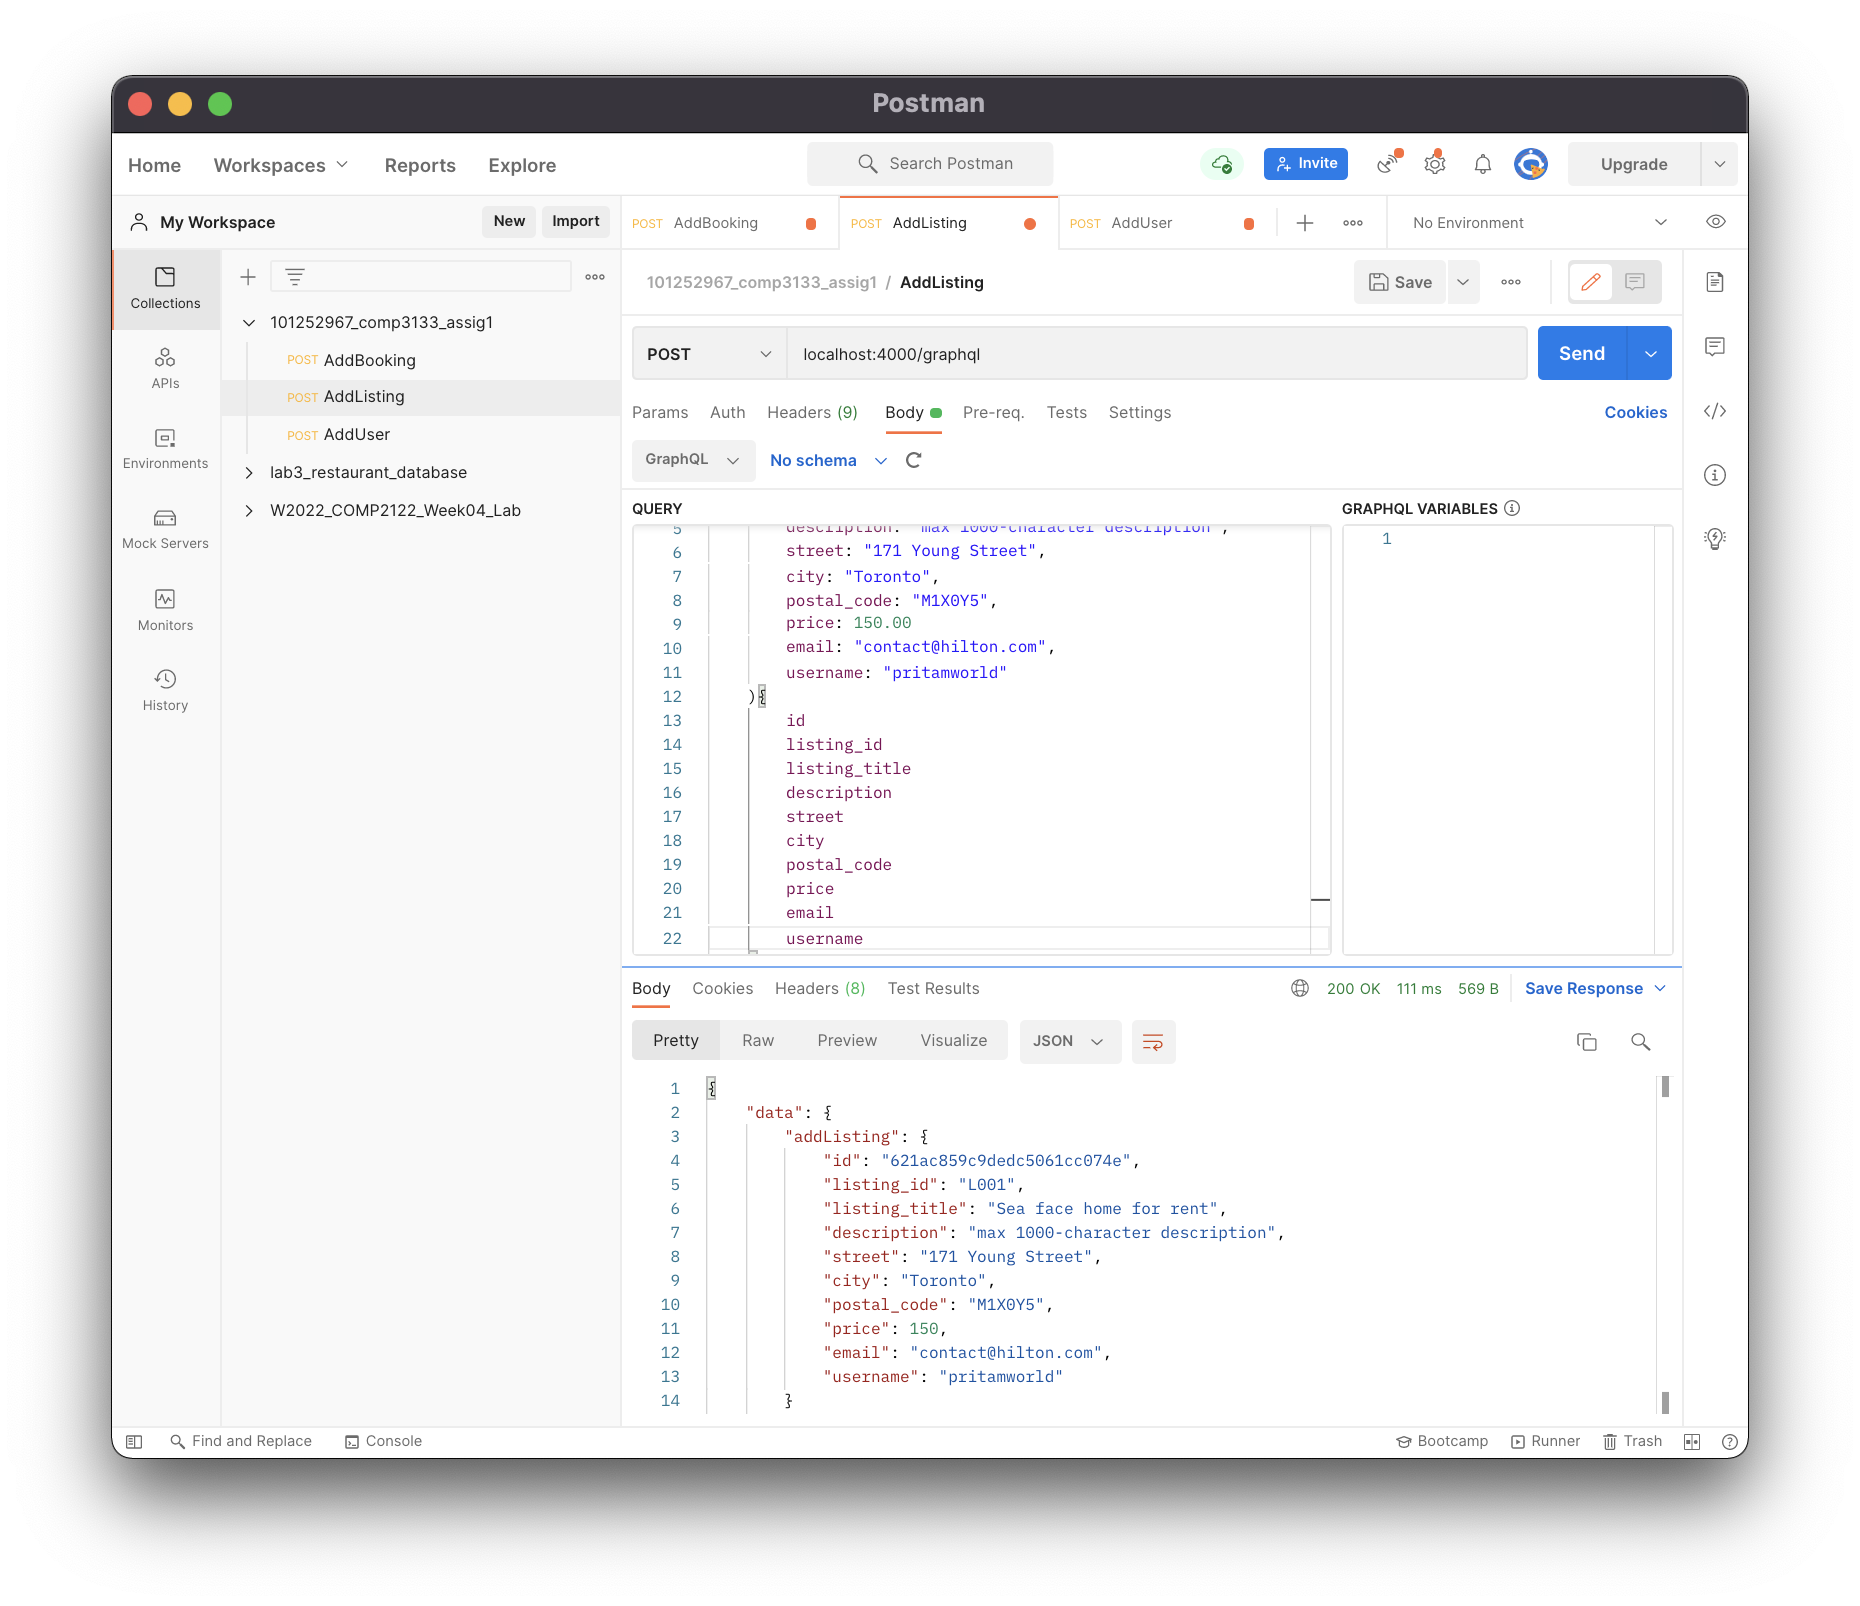 Postman
Home Workspaces Reports Explore Search Postman Invite Upgrade
My Workspace New Import POST AddBooking POST AddListing POST AddUser No Environment
Collections
APIs
Environments
Mock Servers
Monitors
History
101252967_comp3133_assig1
POST AddBooking
POST AddListing
POST AddUser
lab3_restaurant_database
W2022_COMP2122_Week04_Lab
101252967_comp3133_assig1 / AddListing Save
POST localhost:4000/graphql Send
Params Auth Headers (9) Body Pre-req. Tests Settings Cookies
GraphQL No schema
QUERY
5 description: "max 1000-character description",
6 street: "171 Young Street",
7 city: "Toronto",
8 postal_code: "M1X0Y5",
9 price: 150.00
10 email: "contact@hilton.com",
11 username: "pritamworld"
12 ){
13 id
14 listing_id
15 listing_title
16 description
17 street
18 city
19 postal_code
20 price
21 email
22 username
GRAPHQL VARIABLES
1
Body Cookies Headers (8) Test Results 200 OK 111 ms 569 B Save Response
Pretty Raw Preview Visualize JSON
1 {
2 "data": {
3 "addListing": {
4 "id": "621ac859c9dedc5061cc074e",
5 "listing_id": "L001",
6 "listing_title": "Sea face home for rent",
7 "description": "max 1000-character description",
8 "street": "171 Young Street",
9 "city": "Toronto",
10 "postal_code": "M1X0Y5",
11 "price": 150,
12 "email": "contact@hilton.com",
13 "username": "pritamworld"
14 }
Find and Replace Console Bootcamp Runner Trash